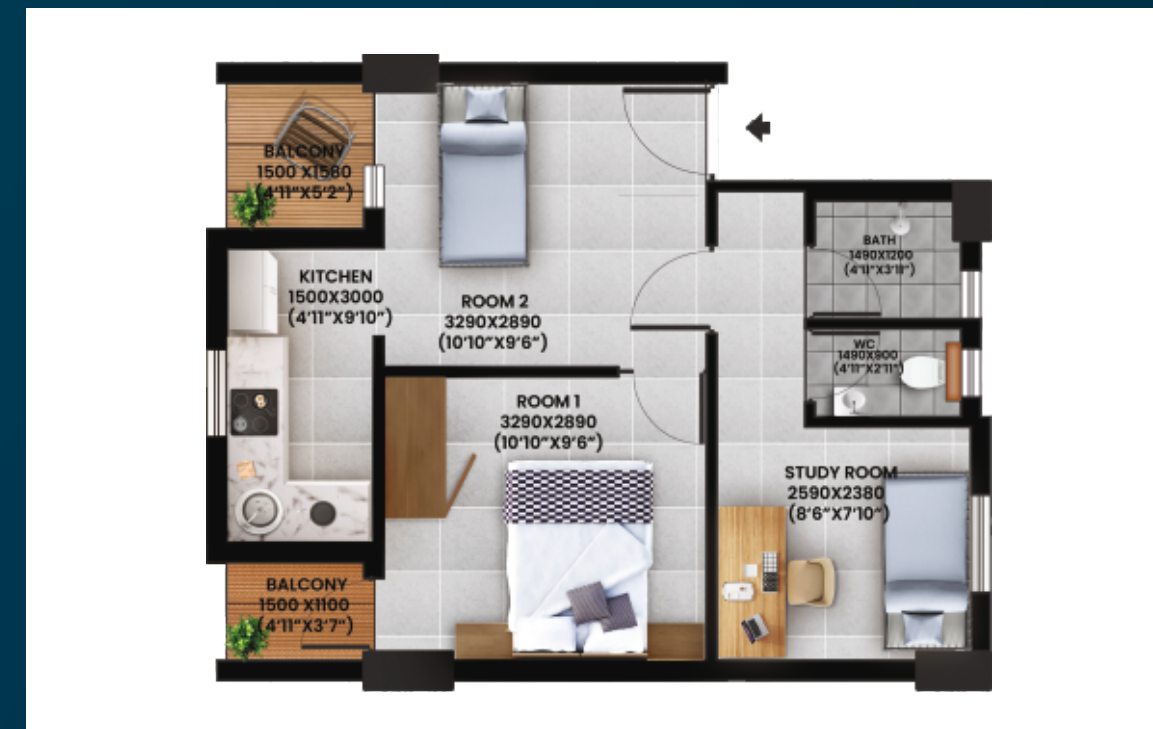 BALCONY
1500 X1580
(4'11"X5'2")
KITCHEN
1500X3000
(4'11"X9'10")
ROOM 2
3290X2890
(10'10"X9'6")
BATH
1490X1200
(4'11"X3'11")
WC
1490X900
(4'11"X2'11")
ROOM 1
3290X2890
(10'10"X9'6")
STUDY ROOM
2590X2380
(8'6"X7'10")
BALCONY
1500 X1100
(4'11"X3'7")